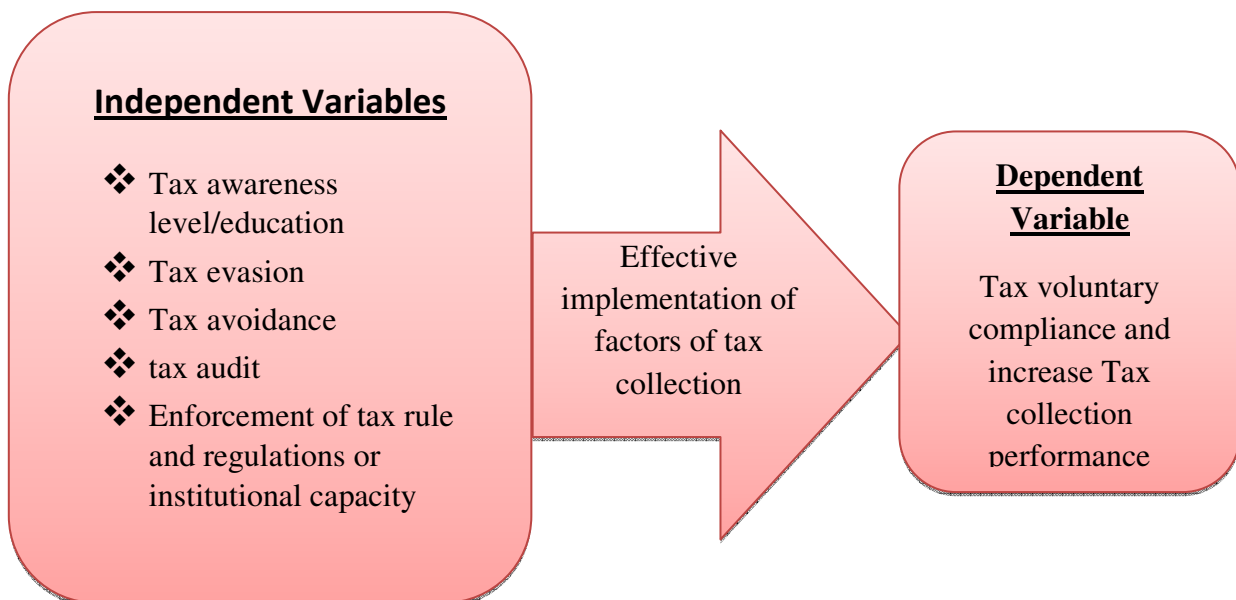 Independent Variables
❖ Tax awareness
level/education
❖ Tax evasion
❖ Tax avoidance
❖ tax audit
❖ Enforcement of tax rule
and regulations or
institutional capacity
Effective
implementation of
factors of tax
collection
Dependent
Variable
Tax voluntary
compliance and
increase Tax
collection
performance